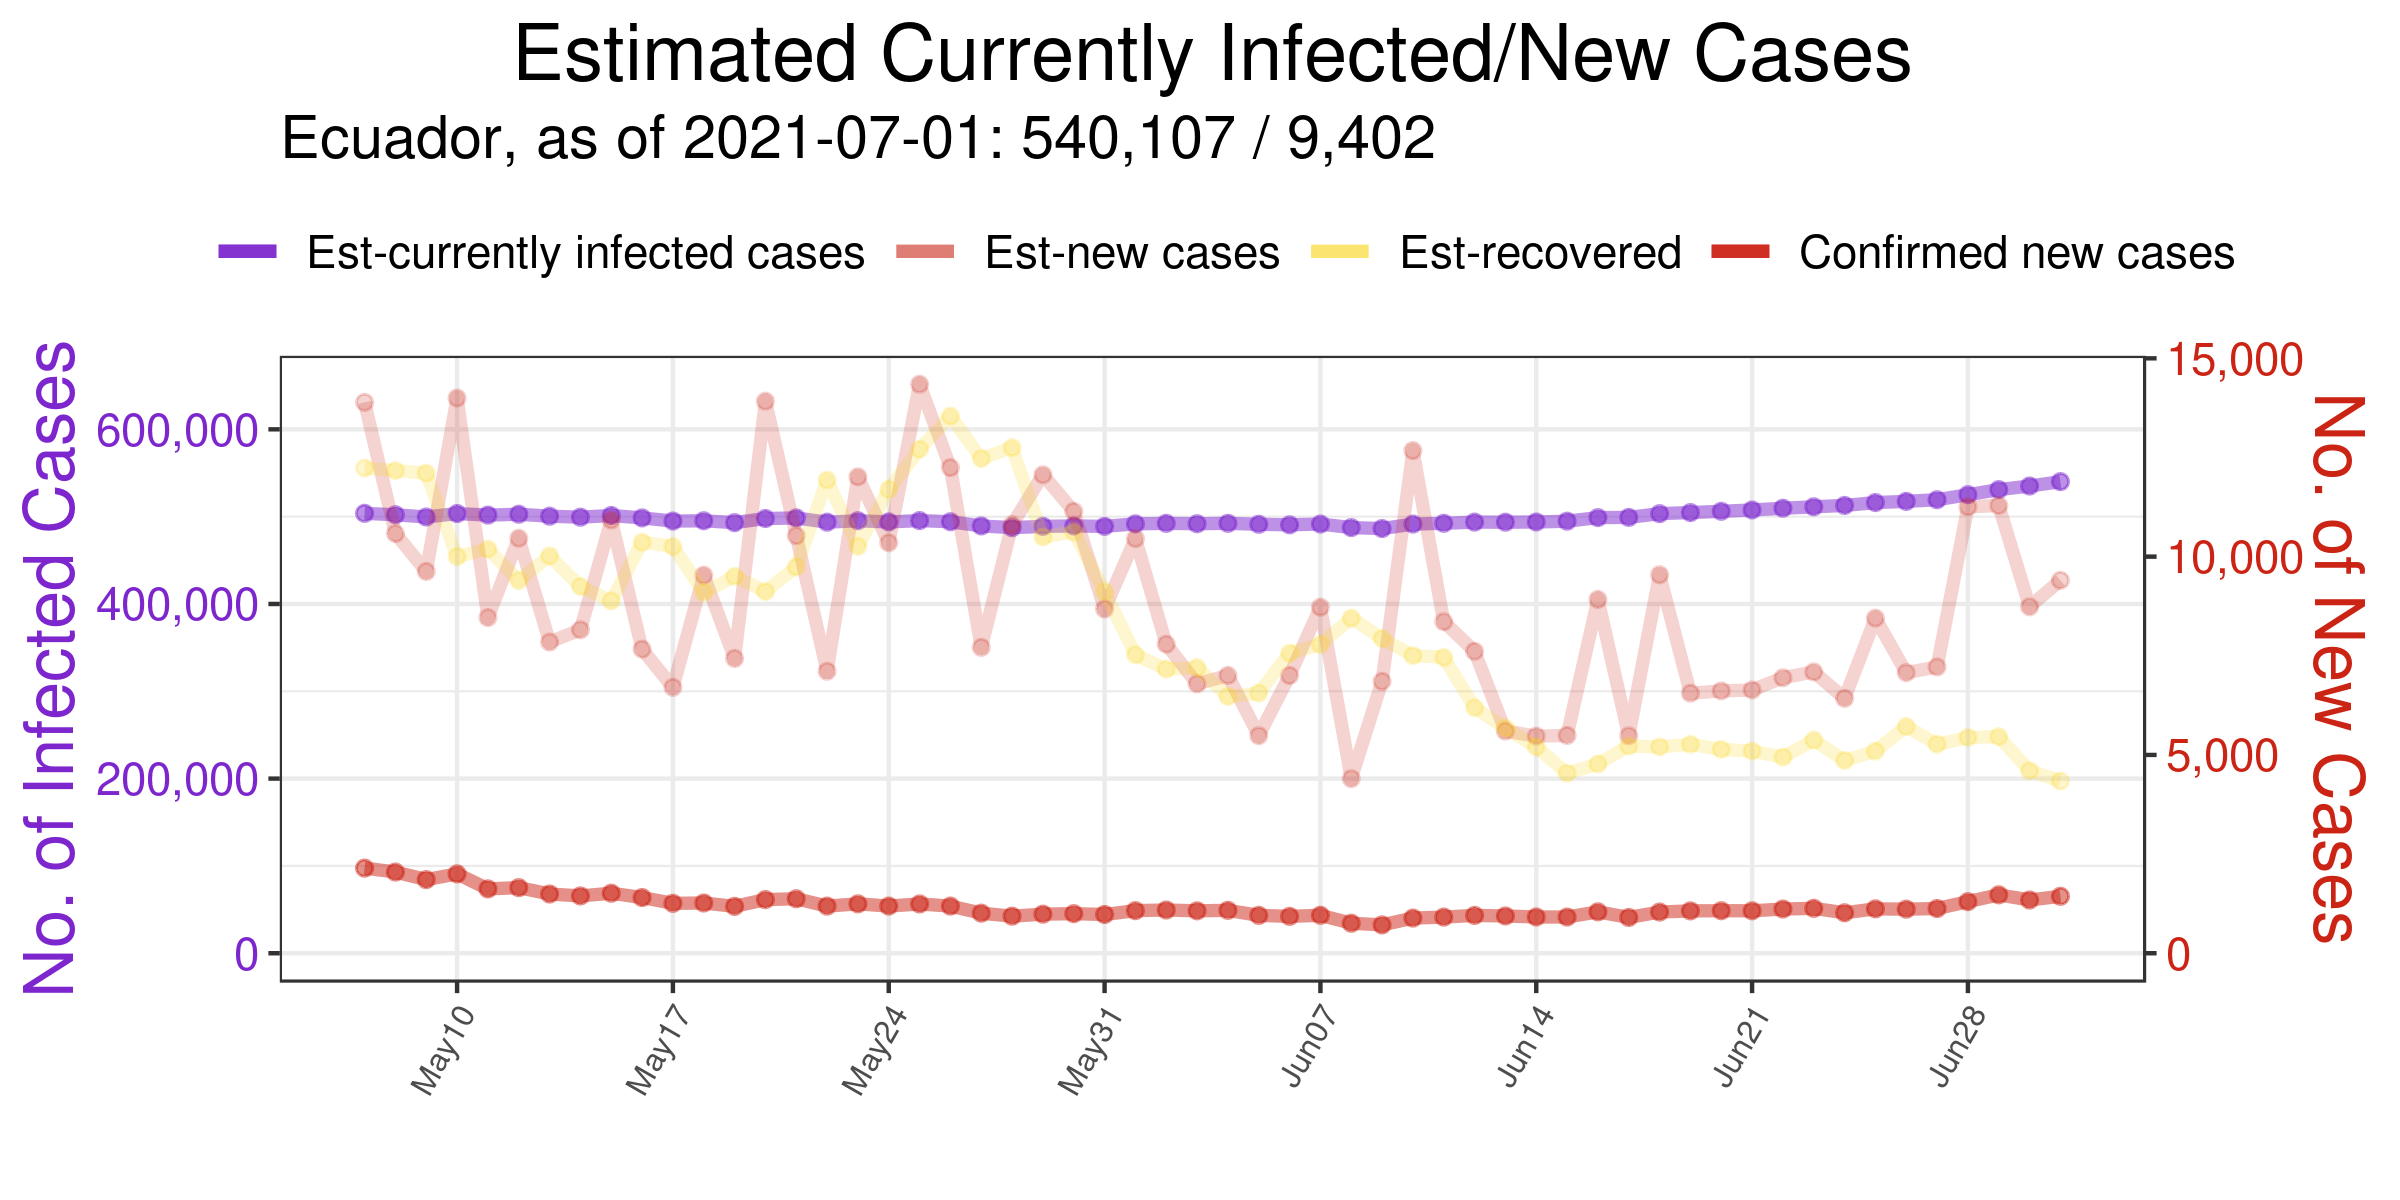 Estimated Currently Infected/New Cases
Ecuador, as of 2021-07-01: 540,107 / 9,402
Est-currently infected cases Est-new cases Est-recovered Confirmed new cases
No. of Infected Cases
600,000
400,000
200,000
0
15,000
10,000
5,000
0
No. of New Cases
May10 May17 May24 May31 Jun07 Jun14 Jun21 Jun28